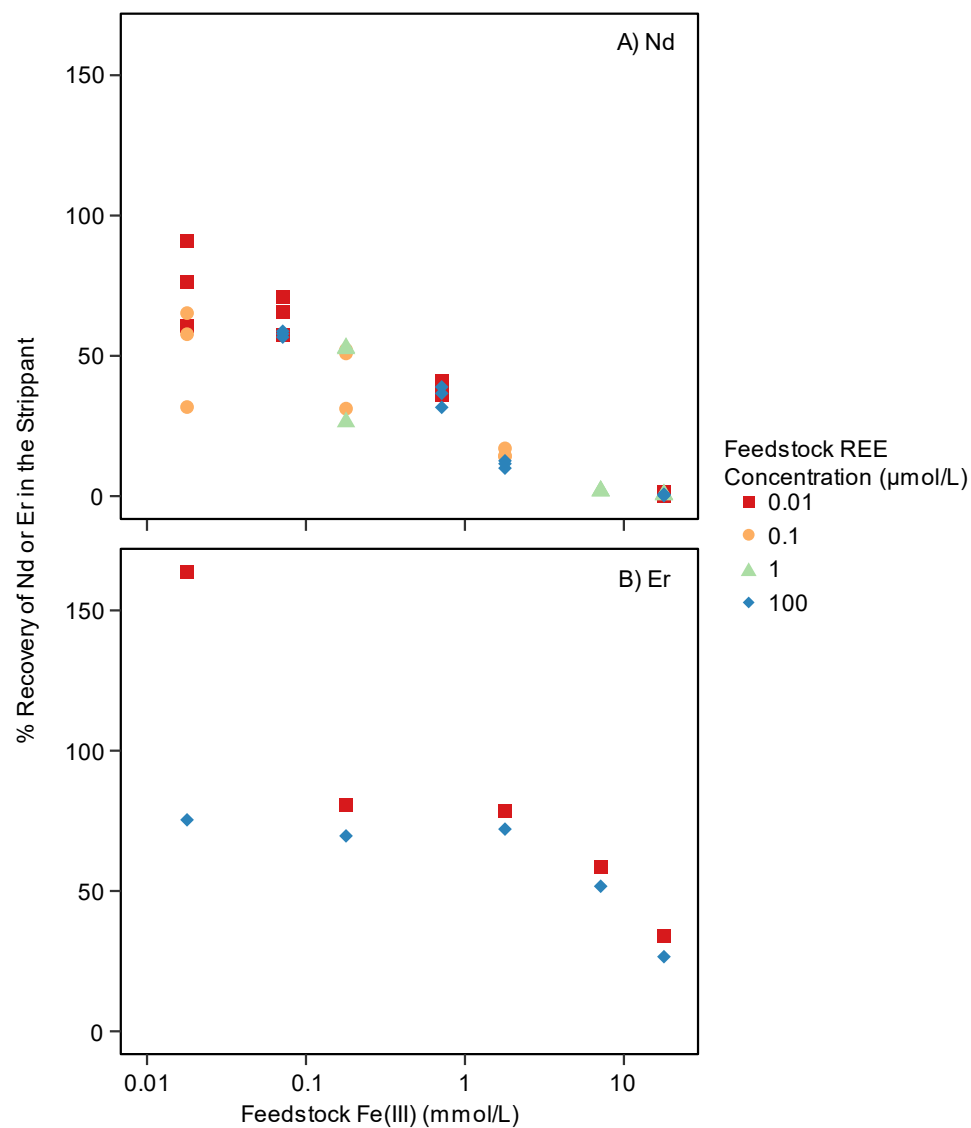 A) Nd
150
100
50
0
B) Er
150
100
50
0
0.01
0.1
1
10
Feedstock Fe(III) (mmol/L)
% Recovery of Nd or Er in the Strippant
Feedstock REE
Concentration (µmol/L)
0.01
0.1
1
100